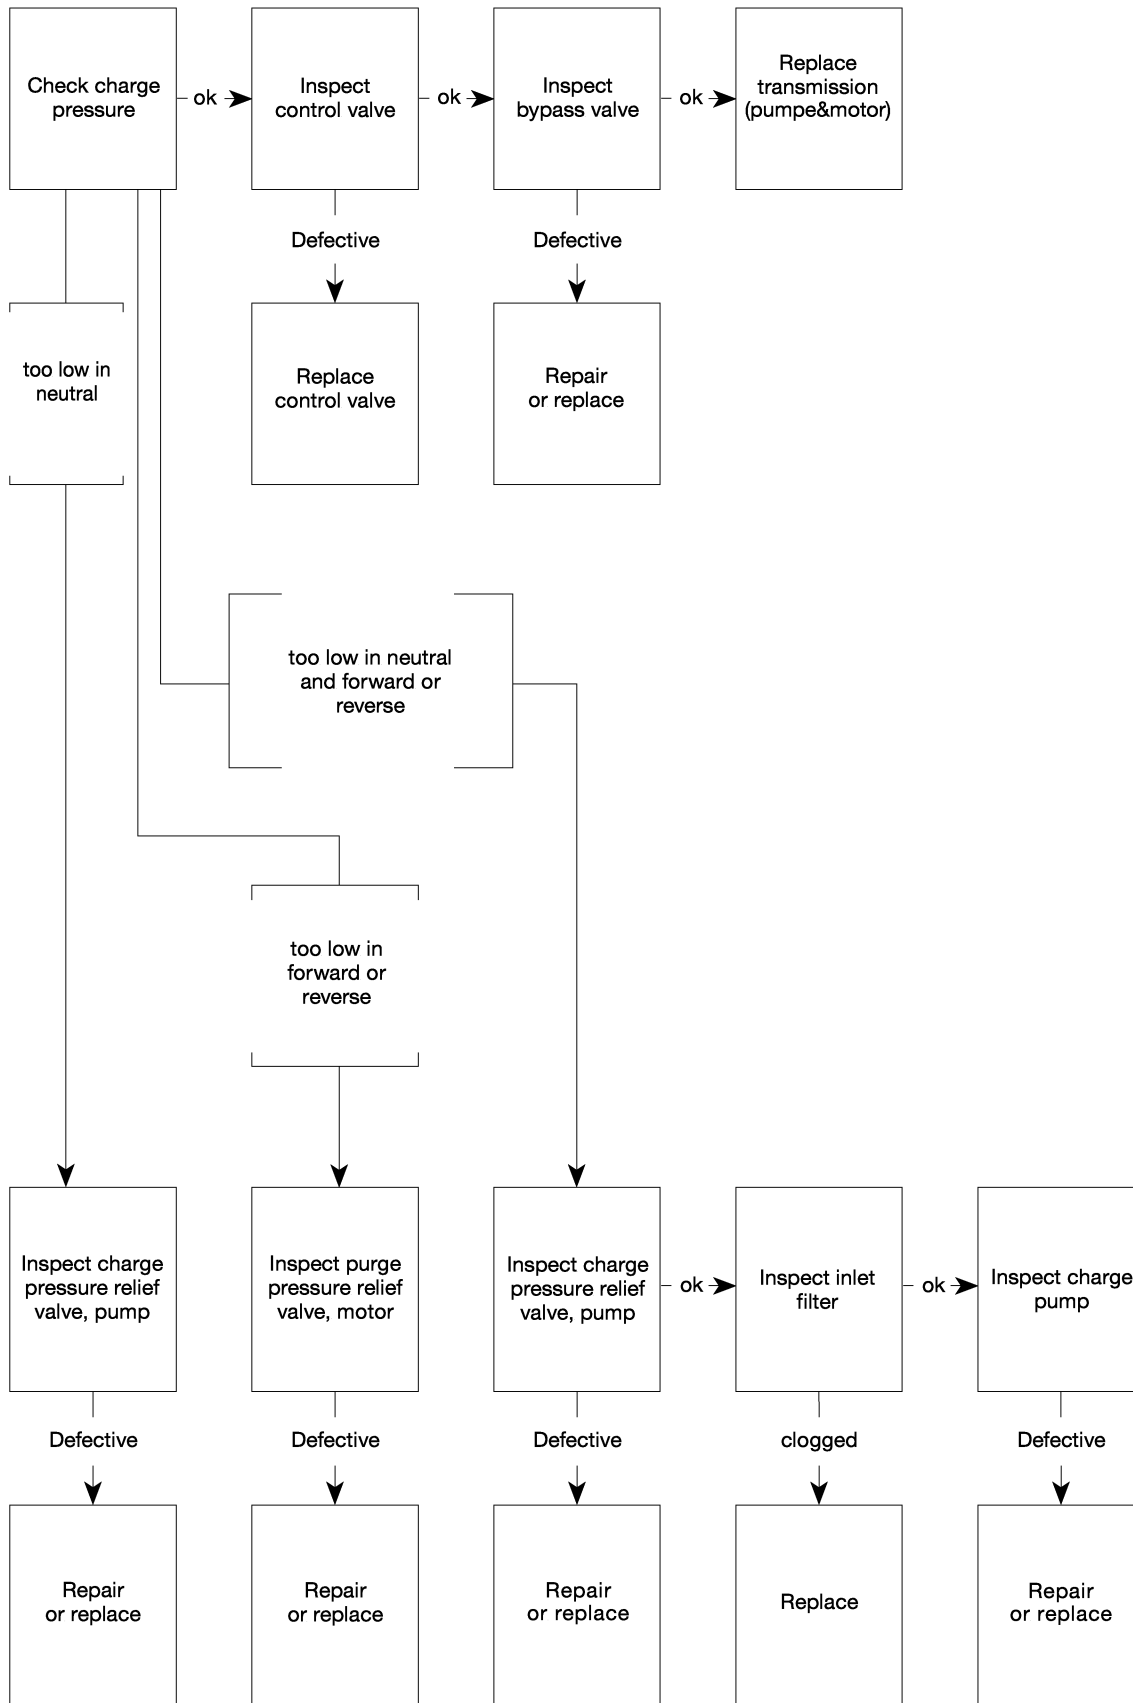 Check charge
pressure
ok
Inspect
control valve
ok
Inspect
bypass valve
ok
Replace
transmission
(pumpe&motor)
Defective
Defective
too low in
neutral
Replace
control valve
Repair
or replace
too low in neutral
and forward or
reverse
too low in
forward or
reverse
Inspect charge
pressure relief
valve, pump
Inspect purge
pressure relief
valve, motor
Inspect charge
pressure relief
valve, pump
ok
Inspect inlet
filter
ok
Inspect charge
pump
Defective
Defective
Defective
clogged
Defective
Repair
or replace
Repair
or replace
Repair
or replace
Replace
Repair
or replace